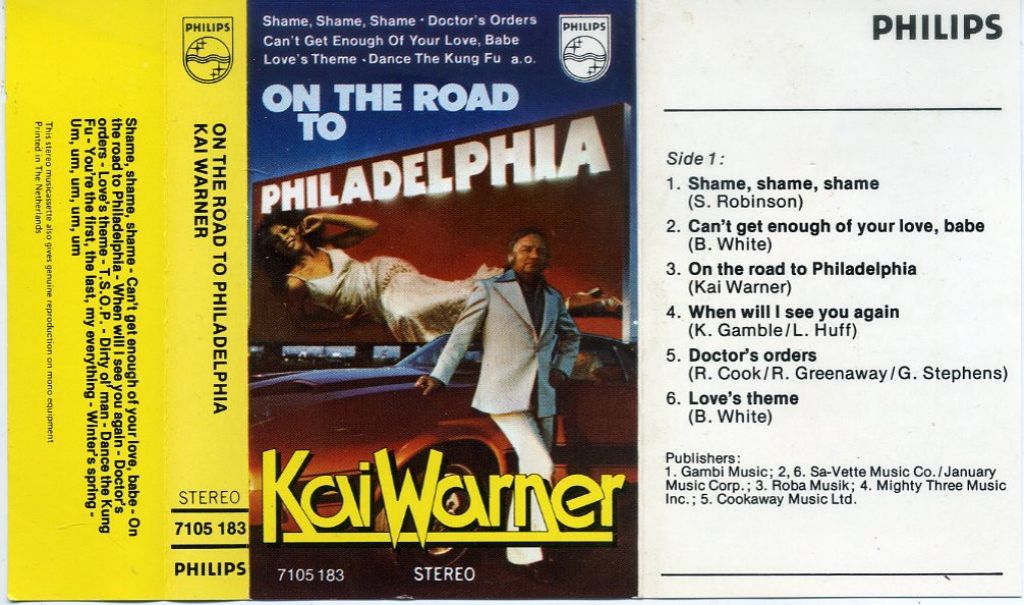 Shame, shame, shame - Can't get enough of your love, babe - On
the road to Philadelphia - When will I see you again - Doctor's
orders - Love's theme - T.S.O.P. - Dirty ol' man - Dance the Kung
Fu - You're the first, the last, my everything - Winter's spring -
Um, um, um, um, um, um
This stereo musicassette also gives genuine reproduction on mono equipment
Printed in The Netherlands
PHILIPS
ON THE ROAD TO PHILADELPHIA
KAI WARNER
STEREO
7105 183
PHILIPS
Shame, Shame, Shame · Doctor's Orders
Can't Get Enough Of Your Love, Babe
Love's Theme · Dance The Kung Fu a.o.
PHILIPS
ON THE ROAD
TO
PHILADELPHIA
Kai Warner
7105 183
STEREO
PHILIPS
Side 1:
1. Shame, shame, shame
(S. Robinson)
2. Can't get enough of your love, babe
(B. White)
3. On the road to Philadelphia
(Kai Warner)
4. When will I see you again
(K. Gamble/L. Huff)
5. Doctor's orders
(R. Cook/R. Greenaway/G. Stephens)
6. Love's theme
(B. White)
Publishers:
1. Gambi Music; 2, 6. Sa-Vette Music Co./January
Music Corp.; 3. Roba Musik; 4. Mighty Three Music
Inc.; 5. Cookaway Music Ltd.